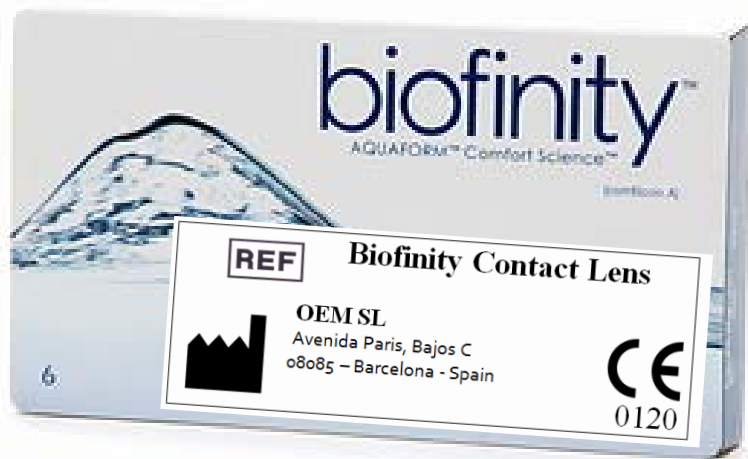 biofinity™
AQUAFORM™ Comfort Science™
REF Biofinity Contact Lens
OEM SL
Avenida Paris, Bajos C
08085 – Barcelona - Spain
6
CE
0120